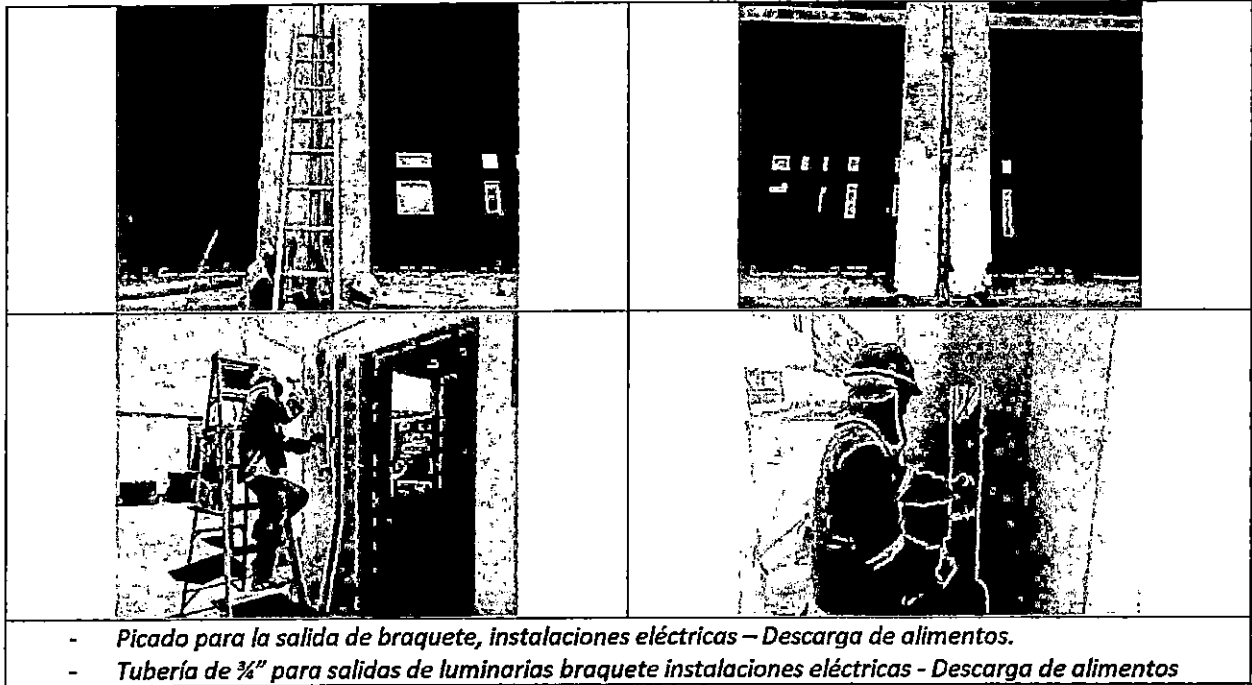 - Picado para la salida de braquete, instalaciones eléctricas – Descarga de alimentos.
- Tubería de ¾" para salidas de luminarias braquete instalaciones eléctricas - Descarga de alimentos